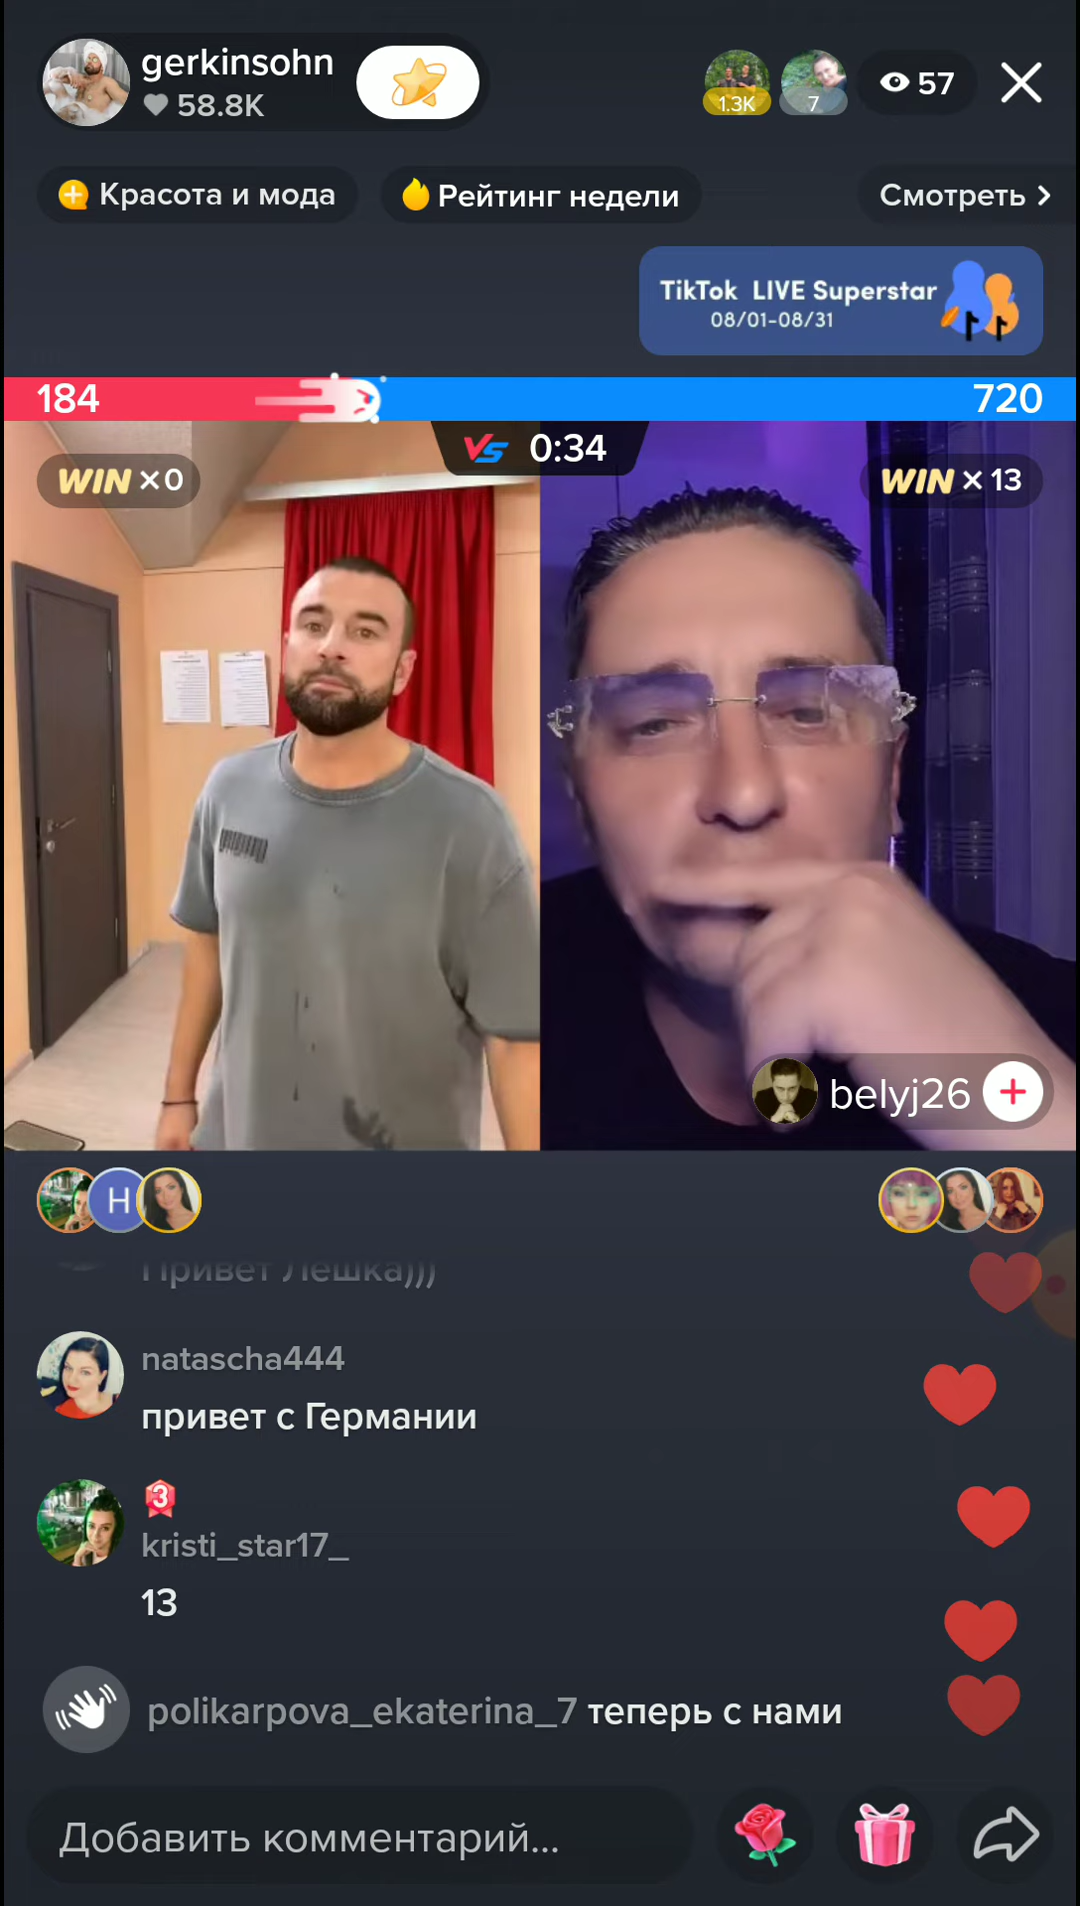 gerkinsohn
58.8K
1.3K
7
57
Красота и мода
Рейтинг недели
Смотреть
TikTok LIVE Superstar
08/01-08/31
184
720
VS 0:34
WIN ×0
WIN × 13
belyj26
H
Привет Лешка)))
natascha444
привет с Германии
3
kristi_star17_
13
polikarpova_ekaterina_7 теперь с нами
Добавить комментарий...